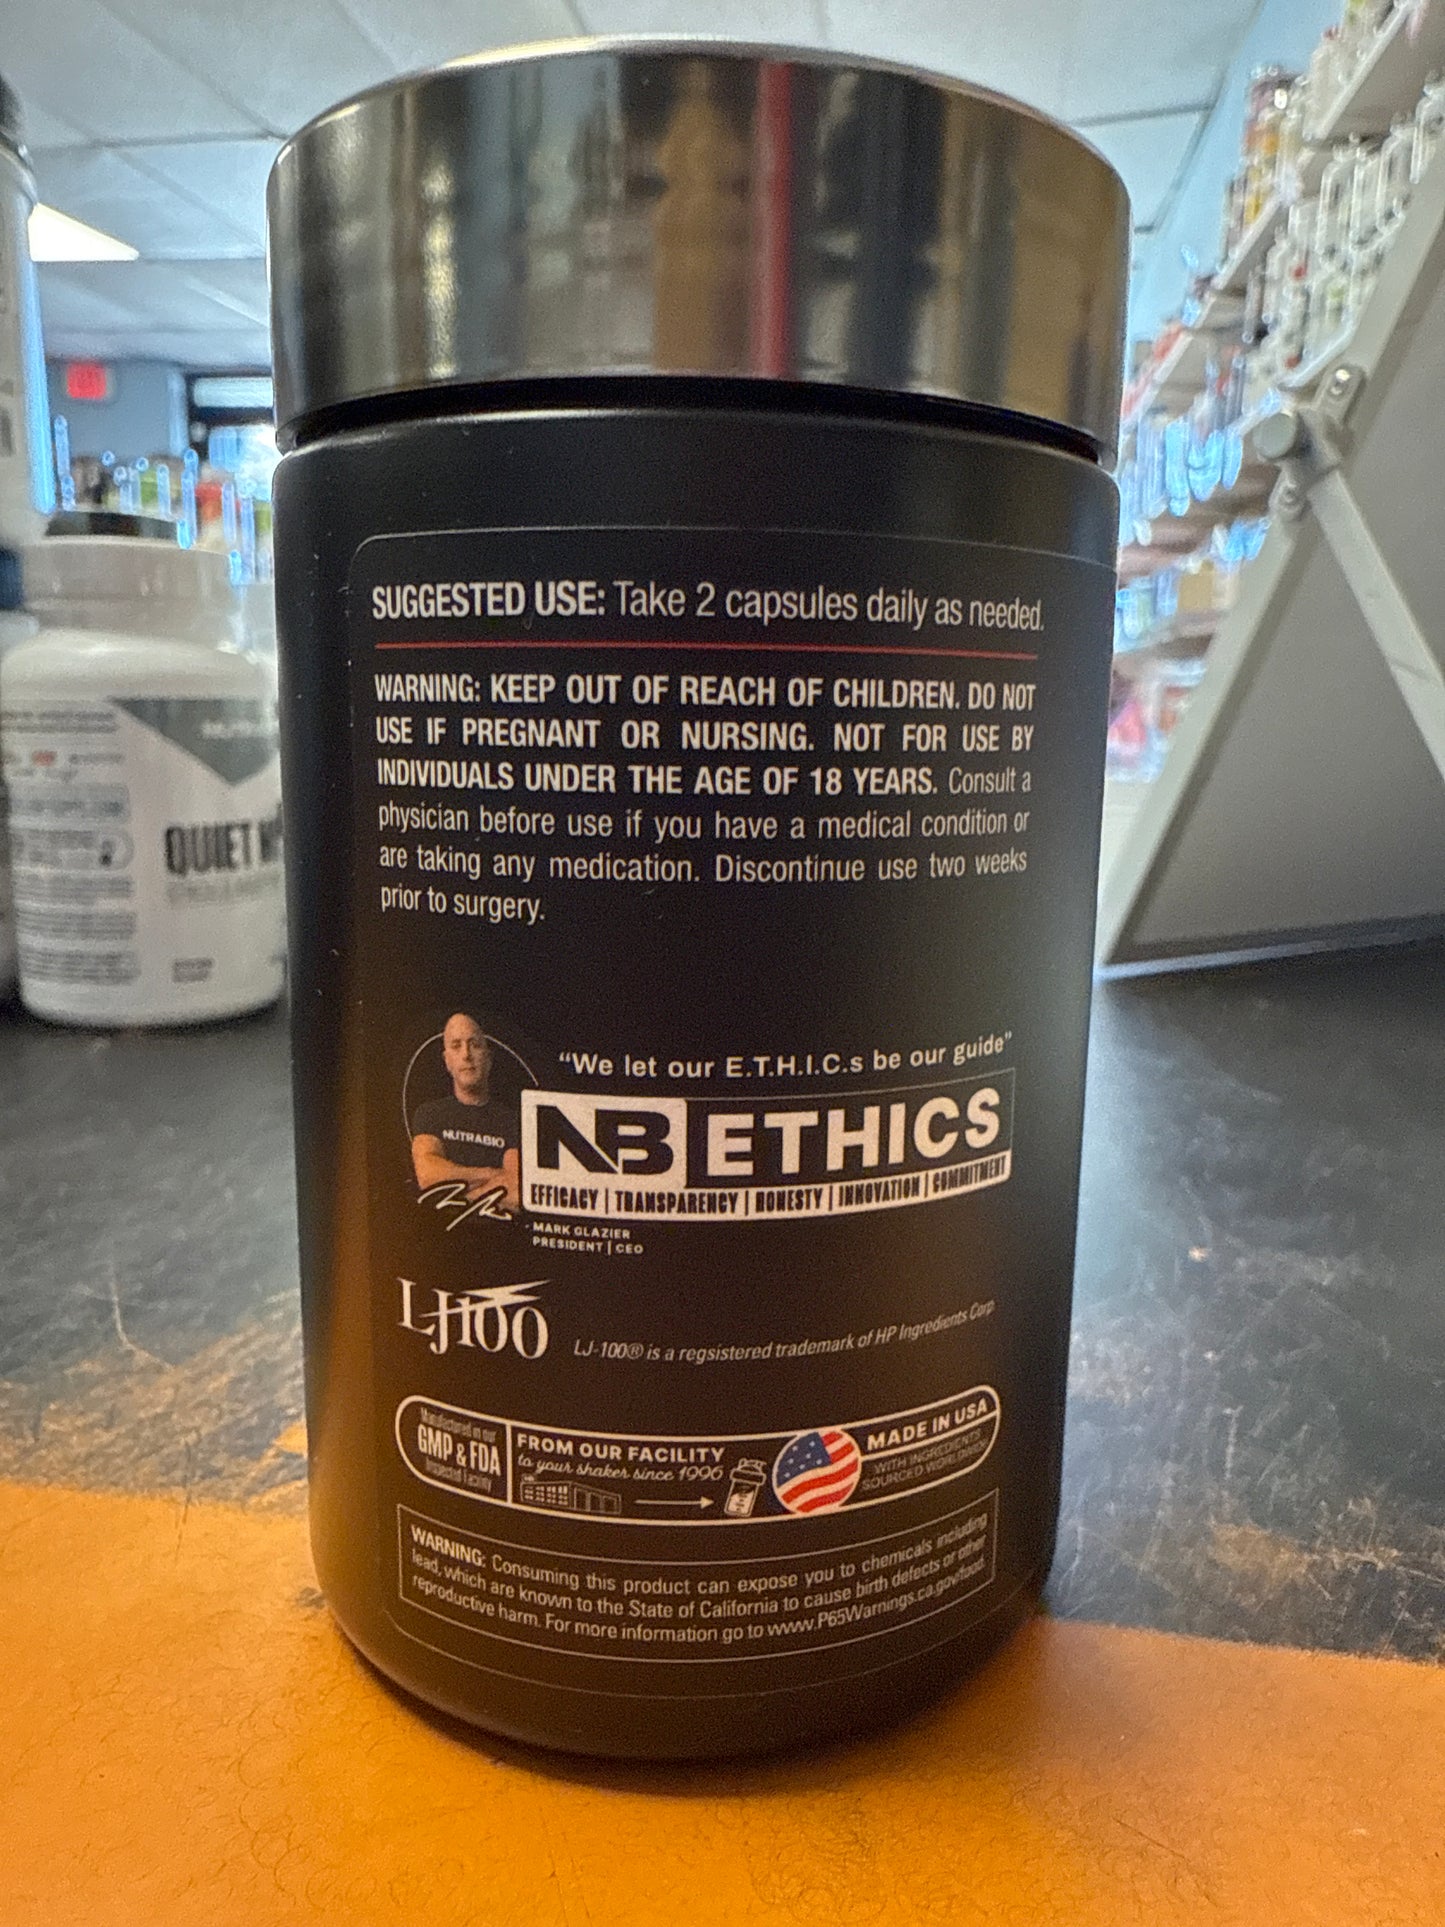 SUGGESTED USE: Take 2 capsules daily as needed.
WARNING: KEEP OUT OF REACH OF CHILDREN. DO NOT
USE IF PREGNANT OR NURSING. NOT FOR USE BY
INDIVIDUALS UNDER THE AGE OF 18 YEARS. Consult a
physician before use if you have a medical condition or
are taking any medication. Discontinue use two weeks
prior to surgery.
"We let our E.T.H.I.C.s be our guide"
NUTRABIO
NB ETHICS
EFFICACY | TRANSPARENCY | HONESTY | INNOVATION | COMMITMENT
- MARK GLAZIER
PRESIDENT | CEO
LJ100
LJ-100® is a regsistered trademark of HP Ingredients Corp.
Manufactured in our
GMP & FDA
Inspected Facility
FROM OUR FACILITY
to your shaker since 1996
MADE IN USA
WITH INGREDIENTS
SOURCED WORLDWIDE
WARNING: Consuming this product can expose you to chemicals including
lead, which are known to the State of California to cause birth defects or other
reproductive harm. For more information go to www.P65Warnings.ca.gov/food.
QUIET